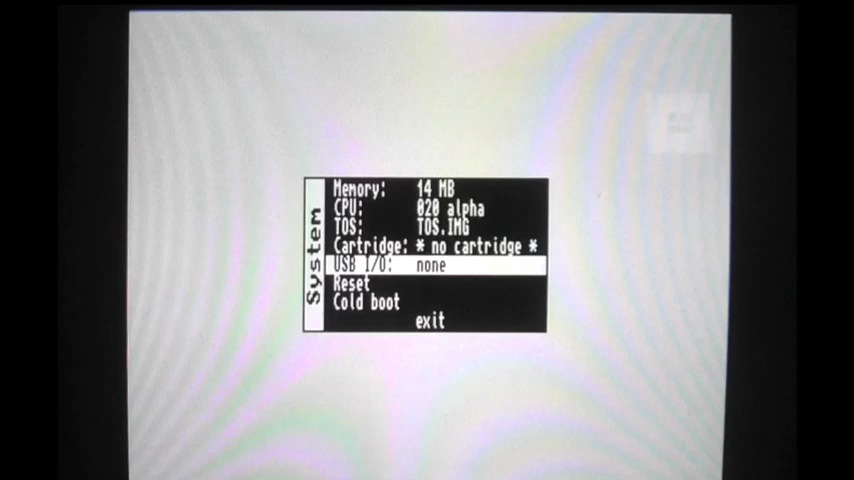 System
Memory: 14 MB
CPU: 020 alpha
TOS: TOS.IMG
Cartridge: * no cartridge *
USB I/O: none
Reset
Cold boot
exit